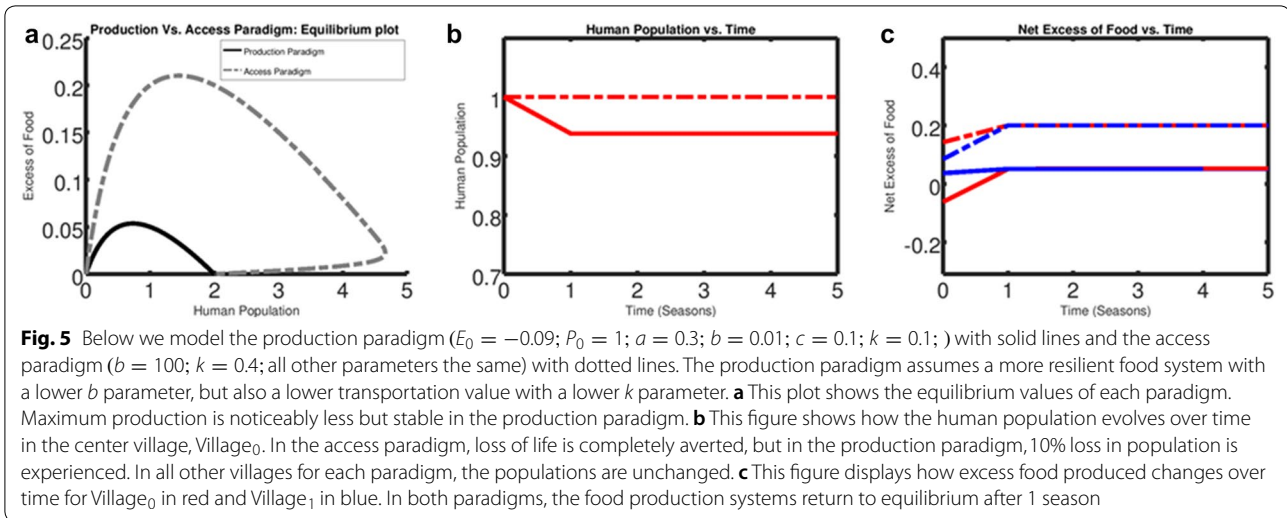 a
Production Vs. Access Paradigm: Equilibrium plot
0.25
0.2
0.15
0.1
0.05
0
Excess of Food
Production Paradigm
Access Paradigm
0 1 2 3 4 5
Human Population
b
Human Population vs. Time
1
0.9
0.8
0.7
Human Population
0 1 2 3 4 5
Time (Seasons)
c
Net Excess of Food vs. Time
0.4
0.2
0
-0.2
Net Excess of Food
0 1 2 3 4 5
Time (Seasons)
Fig. 5 Below we model the production paradigm (E₀ = −0.09; P₀ = 1; a = 0.3; b = 0.01; c = 0.1; k = 0.1; ) with solid lines and the access
paradigm (b = 100; k = 0.4; all other parameters the same) with dotted lines. The production paradigm assumes a more resilient food system with
a lower b parameter, but also a lower transportation value with a lower k parameter. a This plot shows the equilibrium values of each paradigm.
Maximum production is noticeably less but stable in the production paradigm. b This figure shows how the human population evolves over time
in the center village, Village₀. In the access paradigm, loss of life is completely averted, but in the production paradigm, 10% loss in population is
experienced. In all other villages for each paradigm, the populations are unchanged. c This figure displays how excess food produced changes over
time for Village₀ in red and Village₁ in blue. In both paradigms, the food production systems return to equilibrium after 1 season